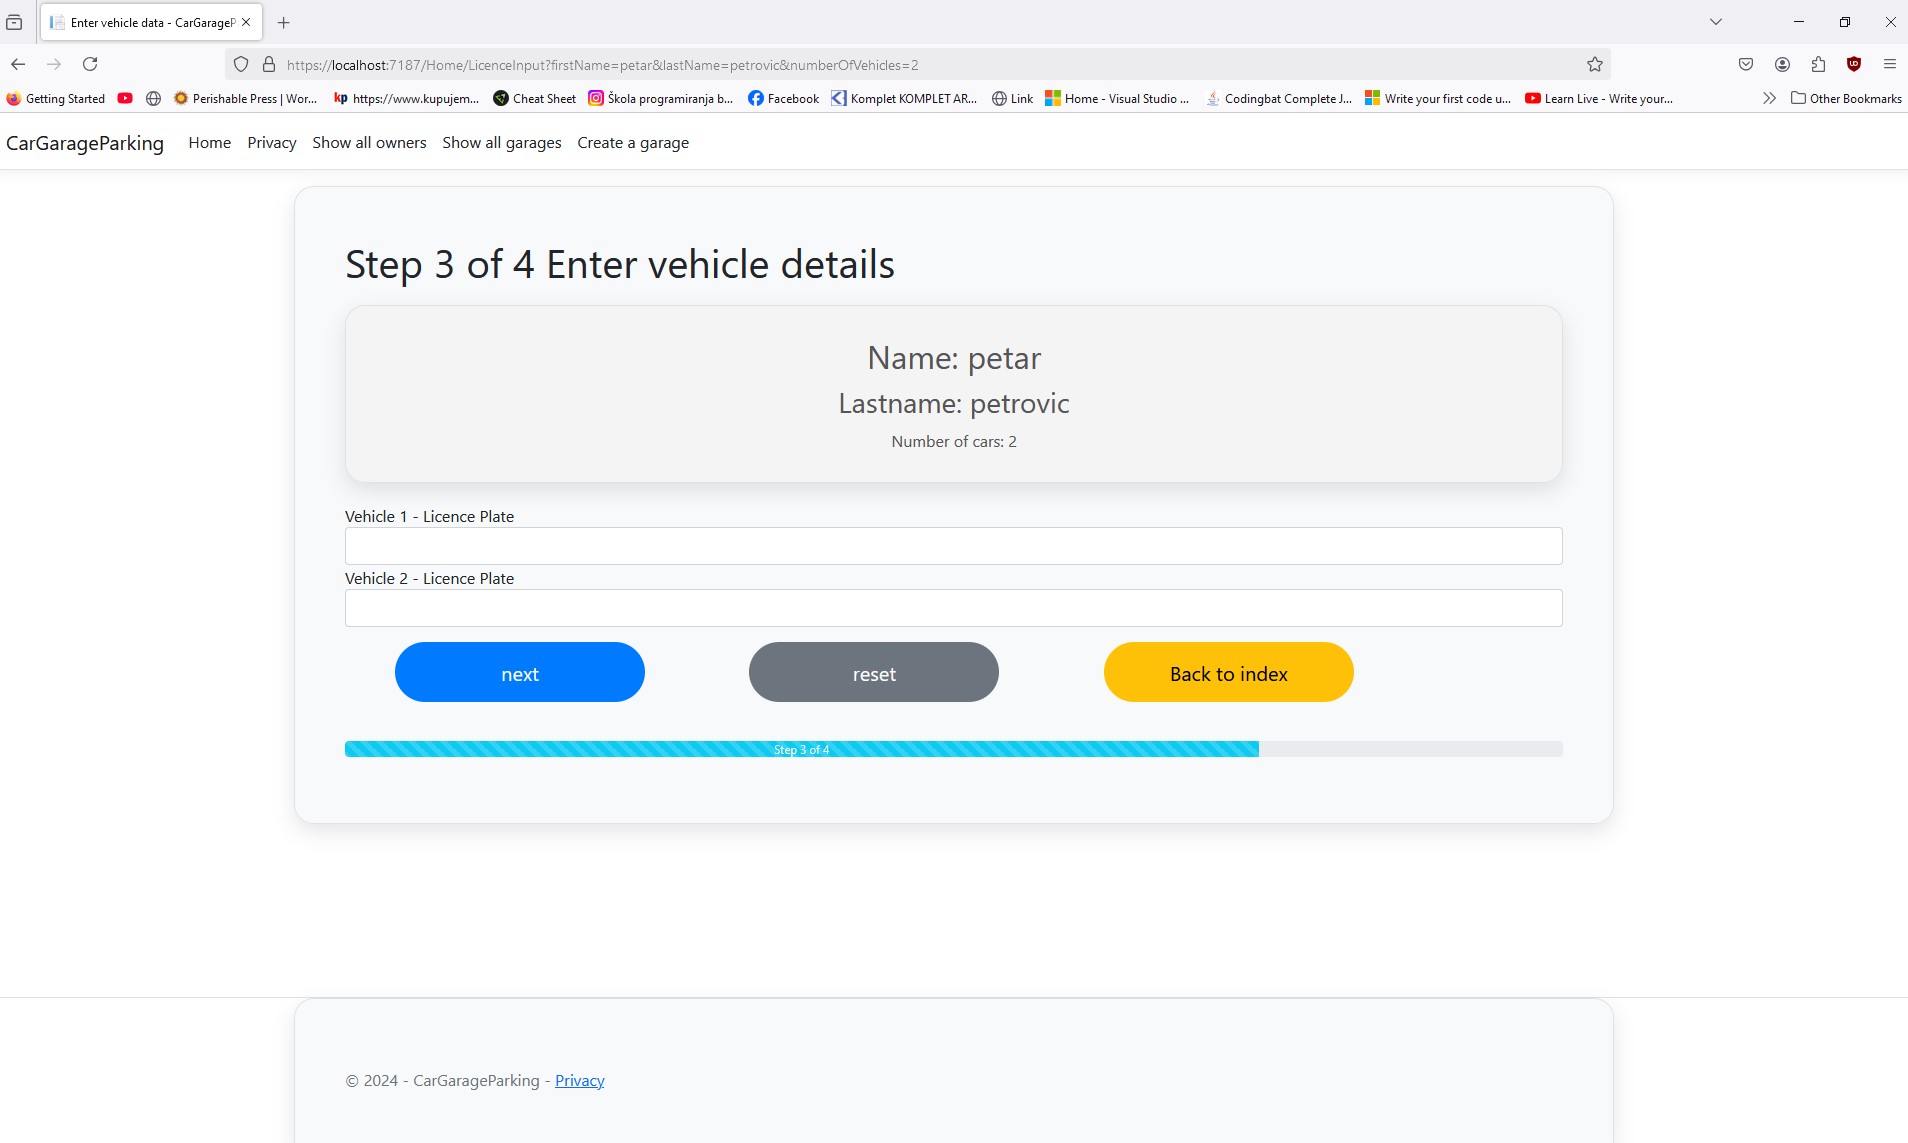 Enter vehicle data - CarGarageP
https://localhost:7187/Home/LicenceInput?firstName=petar&lastName=petrovic&numberOfVehicles=2
Getting Started Perishable Press | Wor... kp https://www.kupujem... Cheat Sheet Škola programiranja b... Facebook Komplet KOMPLET AR... Link Home - Visual Studio ... Codingbat Complete J... Write your first code u... Learn Live - Write your... Other Bookmarks
CarGarageParking Home Privacy Show all owners Show all garages Create a garage
Step 3 of 4 Enter vehicle details
Name: petar
Lastname: petrovic
Number of cars: 2
Vehicle 1 - Licence Plate
Vehicle 2 - Licence Plate
next reset Back to index
Step 3 of 4
© 2024 - CarGarageParking - Privacy